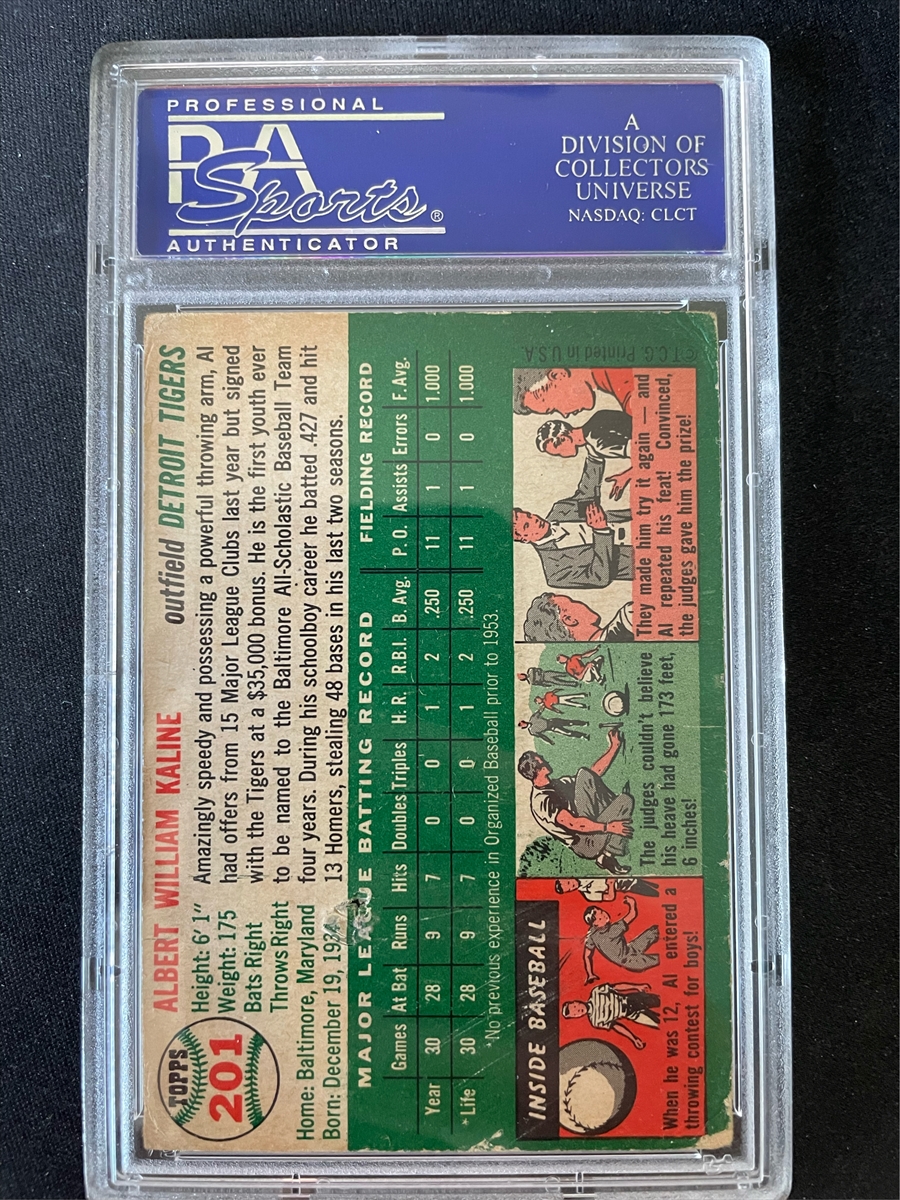 PROFESSIONAL
PSA
Sports®
AUTHENTICATOR
A
DIVISION OF
COLLECTORS
UNIVERSE
NASDAQ: CLCT
TOPPS
201
ALBERT WILLIAM KALINE
outfield DETROIT TIGERS
Height: 6' 1"
Weight: 175
Bats Right
Throws Right
Home: Baltimore, Maryland
Born: December 19, 19
Amazingly speedy and possessing a powerful throwing arm, Al
had offers from 15 Major League Clubs last year but signed
with the Tigers at a $35,000 bonus. He is the first youth ever
to be named to the Baltimore All-Scholastic Baseball Team
four years. During his schoolboy career he batted .427 and hit
13 Homers, stealing 48 bases in his last two seasons.
MAJOR LEAGUE BATTING RECORD FIELDING RECORD
Games At Bat Runs Hits Doubles Triples H. R. R.B.I. B. Avg. P. O. Assists Errors F. Avg.
Year 30 28 9 7 0 0 1 2 .250 11 1 0 1.000
*Life 30 28 9 7 0 0 1 2 .250 11 1 0 1.000
*No previous experience in Organized Baseball prior to 1953.
INSIDE BASEBALL
When he was 12, Al entered a
throwing contest for boys!
The judges couldn't believe
his heave had gone 173 feet,
6 inches!
They made him try it again — and
Al repeated his feat! Convinced,
the judges gave him the prize!
©T.C.G. Printed in U.S.A.